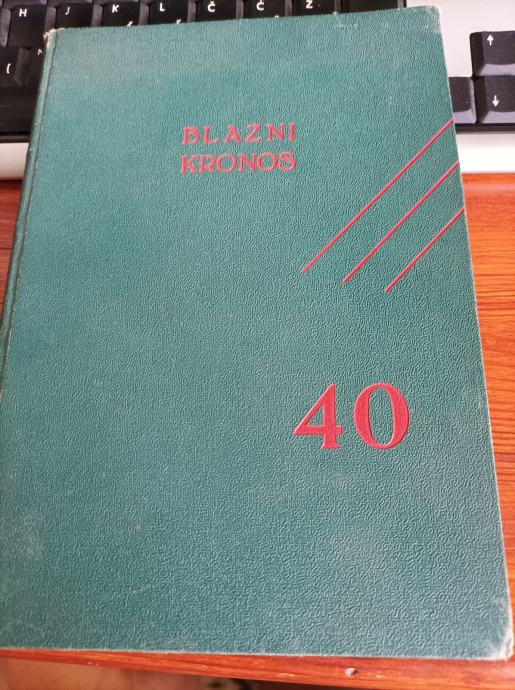 H J K L Č Ć Ž
BLAZNI
KRONOS
40